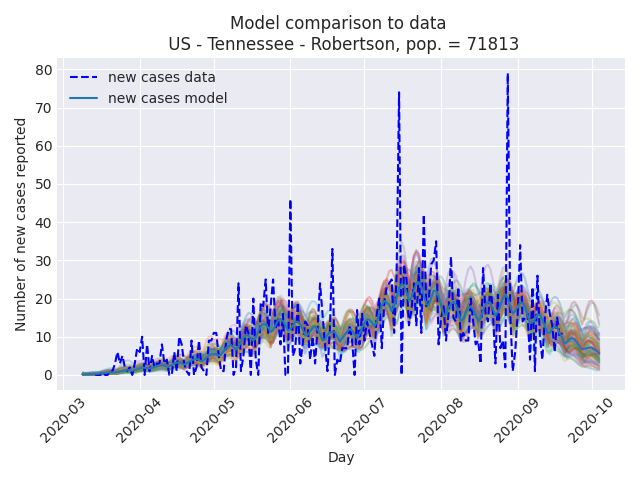 Model comparison to data
US - Tennessee - Robertson, pop. = 71813
new cases data
new cases model
80
70
60
50
40
30
20
10
0
Number of new cases reported
2020-03
2020-04
2020-05
2020-06
2020-07
2020-08
2020-09
2020-10
Day